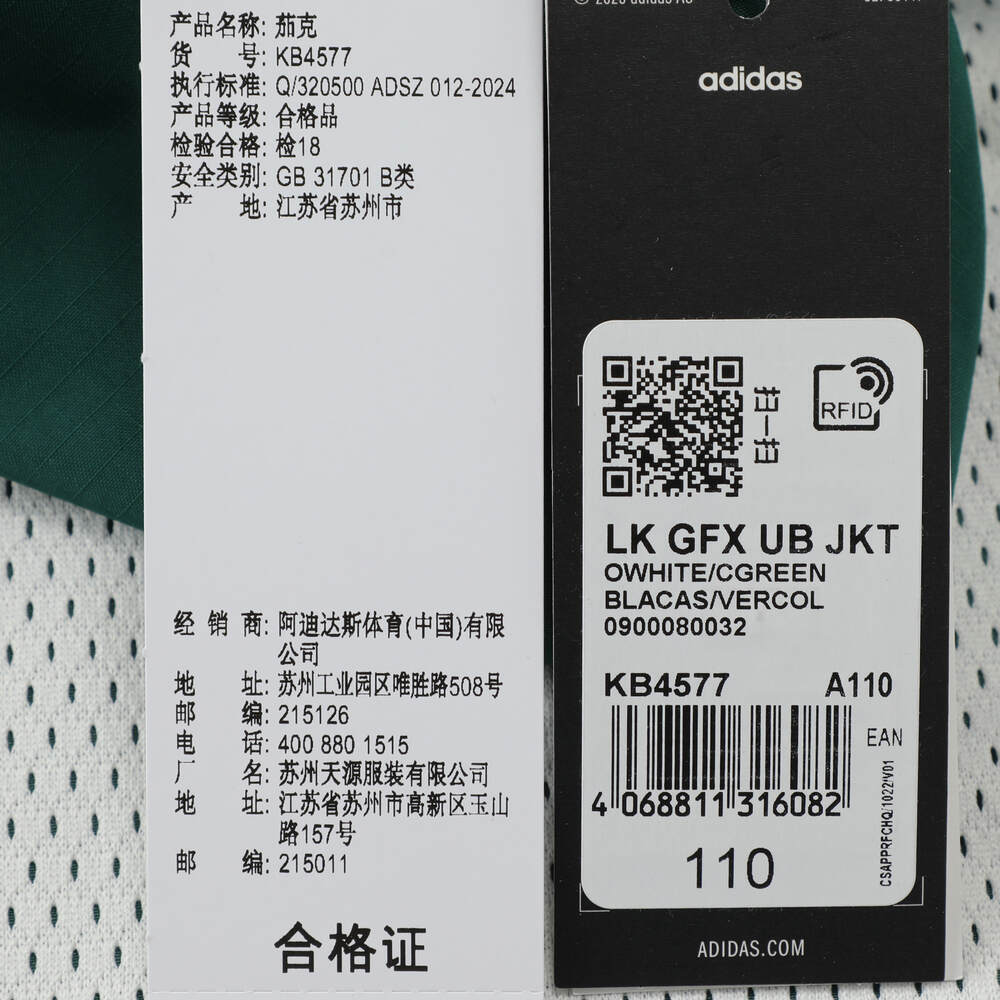 产品名称: 茄克
货 号: KB4577
执行标准: Q/320500 ADSZ 012-2024
产品等级: 合格品
检验合格: 检18
安全类别: GB 31701 B类
产 地: 江苏省苏州市
经 销 商: 阿迪达斯体育(中国)有限
公司
地 址: 苏州工业园区唯胜路508号
邮 编: 215126
电 话: 400 880 1515
厂 名: 苏州天源服装有限公司
地 址: 江苏省苏州市高新区玉山
路157号
邮 编: 215011
合格证
adidas
扫一扫
RFID
LK GFX UB JKT
OWHITE/CGREEN
BLACAS/VERCOL
0900080032
KB4577 A110
EAN
4 068811 316082
CSAPPRFCHQ/1022/V01
110
ADIDAS.COM